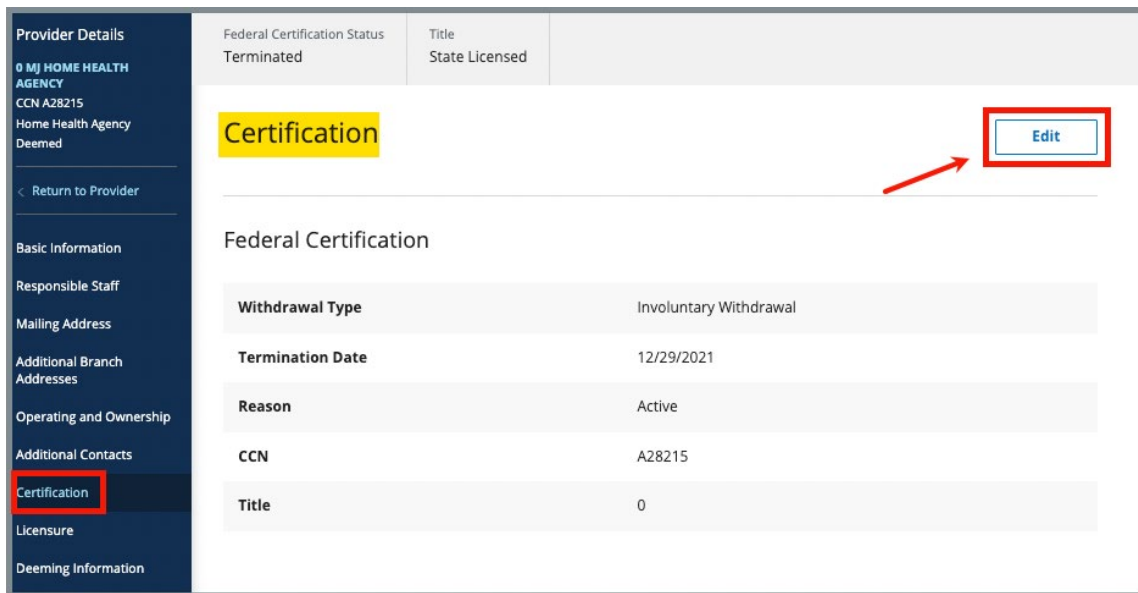 Provider Details
0 MJ HOME HEALTH
AGENCY
CCN A28215
Home Health Agency
Deemed
< Return to Provider
Basic Information
Responsible Staff
Mailing Address
Additional Branch
Addresses
Operating and Ownership
Additional Contacts
Certification
Licensure
Deeming Information
Federal Certification Status
Terminated
Title
State Licensed
Certification
Edit
Federal Certification
Withdrawal Type Involuntary Withdrawal
Termination Date 12/29/2021
Reason Active
CCN A28215
Title 0